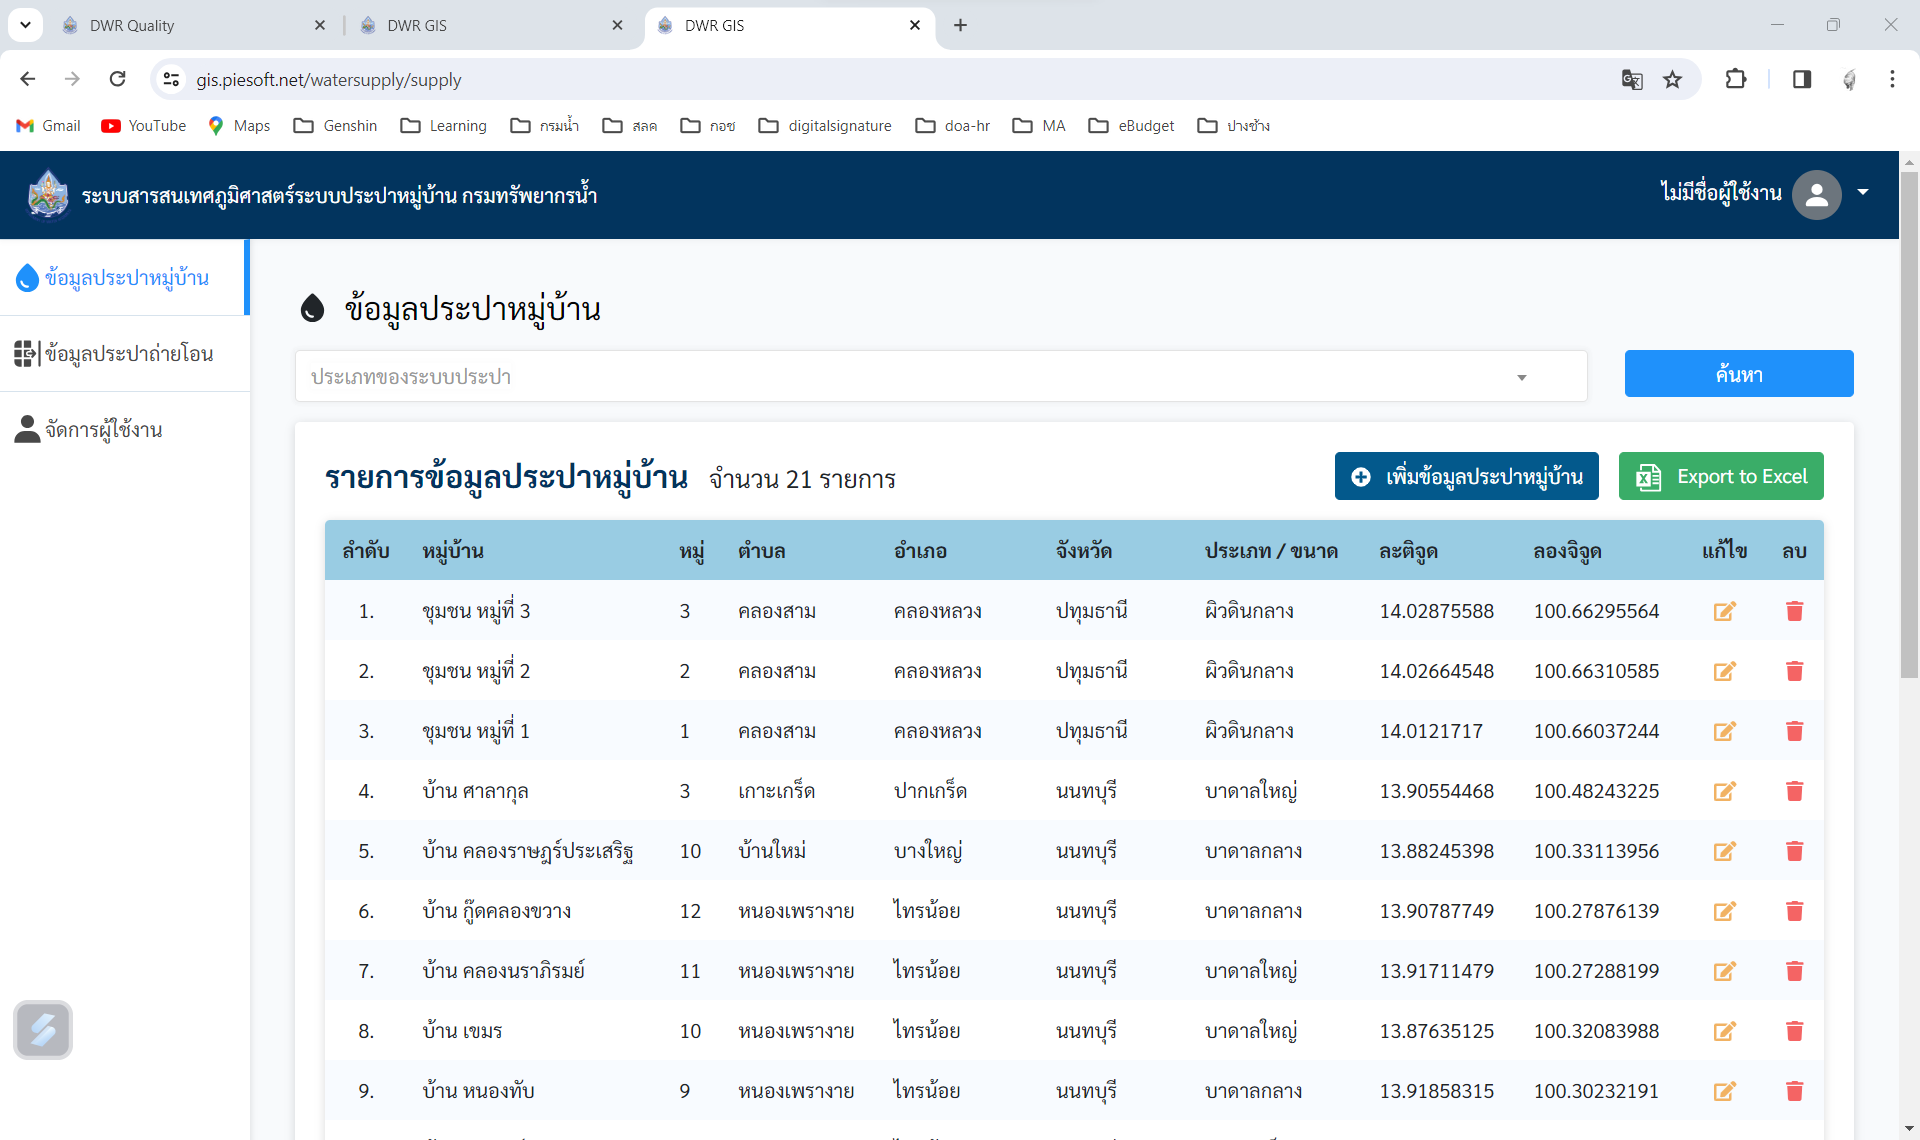 DWR Quality
DWR GIS
DWR GIS
gis.piesoft.net/watersupply/supply
Gmail YouTube Maps Genshin Learning กรมน้ำ สลค กอช digitalsignature doa-hr MA eBudget ปางช้าง
ระบบสารสนเทศภูมิศาสตร์ระบบประปาหมู่บ้าน กรมทรัพยากรน้ำ
ไม่มีชื่อผู้ใช้งาน
ข้อมูลประปาหมู่บ้าน
ข้อมูลประปาถ่ายโอน
จัดการผู้ใช้งาน
ข้อมูลประปาหมู่บ้าน
ประเภทของระบบประปา
ค้นหา
รายการข้อมูลประปาหมู่บ้าน จำนวน 21 รายการ
เพิ่มข้อมูลประปาหมู่บ้าน
Export to Excel
ลำดับ หมู่บ้าน หมู่ ตำบล อำเภอ จังหวัด ประเภท / ขนาด ละติจูด ลองจิจูด แก้ไข ลบ
1. ชุมชน หมู่ที่ 3 3 คลองสาม คลองหลวง ปทุมธานี ผิวดินกลาง 14.02875588 100.66295564
2. ชุมชน หมู่ที่ 2 2 คลองสาม คลองหลวง ปทุมธานี ผิวดินกลาง 14.02664548 100.66310585
3. ชุมชน หมู่ที่ 1 1 คลองสาม คลองหลวง ปทุมธานี ผิวดินกลาง 14.0121717 100.66037244
4. บ้าน ศาลากุล 3 เกาะเกร็ด ปากเกร็ด นนทบุรี บาดาลใหญ่ 13.90554468 100.48243225
5. บ้าน คลองราษฎร์ประเสริฐ 10 บ้านใหม่ บางใหญ่ นนทบุรี บาดาลกลาง 13.88245398 100.33113956
6. บ้าน กู๊ดคลองขวาง 12 หนองเพรางาย ไทรน้อย นนทบุรี บาดาลกลาง 13.90787749 100.27876139
7. บ้าน คลองนราภิรมย์ 11 หนองเพรางาย ไทรน้อย นนทบุรี บาดาลใหญ่ 13.91711479 100.27288199
8. บ้าน เขมร 10 หนองเพรางาย ไทรน้อย นนทบุรี บาดาลใหญ่ 13.87635125 100.32083988
9. บ้าน หนองทับ 9 หนองเพรางาย ไทรน้อย นนทบุรี บาดาลกลาง 13.91858315 100.30232191